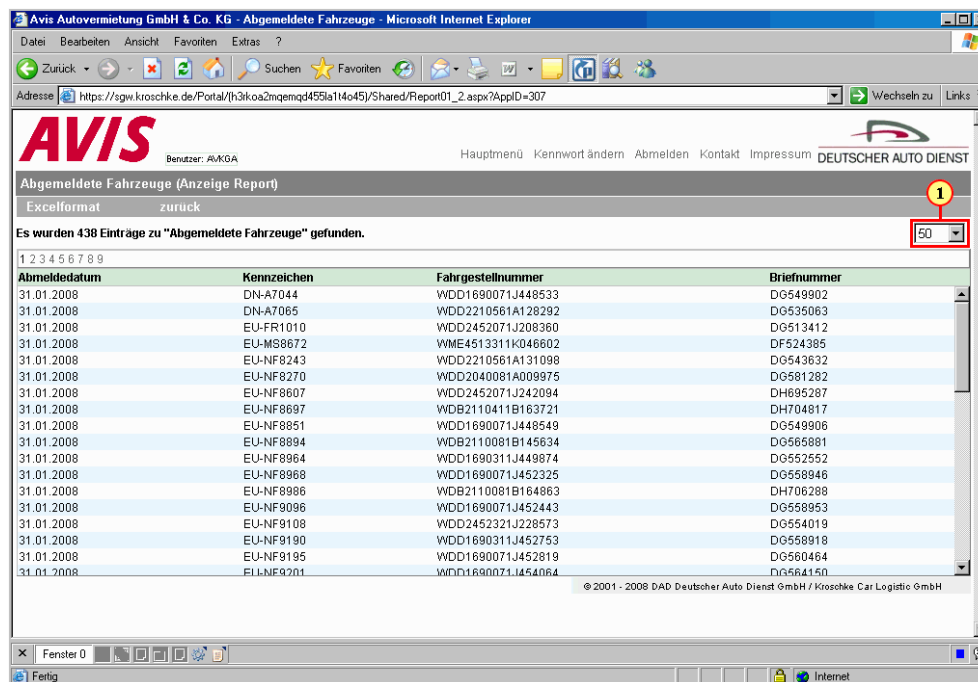 Avis Autovermietung GmbH & Co. KG - Abgemeldete Fahrzeuge - Microsoft Internet Explorer
Datei Bearbeiten Ansicht Favoriten Extras ?
Zurück Suchen Favoriten
Adresse https://sgw.kroschke.de/Portal/(h3rkoa2mqemqd455la1t4o45)/Shared/Report01_2.aspx?AppID=307 Wechseln zu Links
AVIS Benutzer: AVKGA Hauptmenü Kennwort ändern Abmelden Kontakt Impressum DEUTSCHER AUTO DIENST
Abgemeldete Fahrzeuge (Anzeige Report)
1
Excelformat zurück
Es wurden 438 Einträge zu "Abgemeldete Fahrzeuge" gefunden. 50
1 2 3 4 5 6 7 8 9
Abmeldedatum Kennzeichen Fahrgestellnummer Briefnummer
31.01.2008 DN-A7044 WDD1690071J448533 DG549902
31.01.2008 DN-A7065 WDD2210561A128292 DG535063
31.01.2008 EU-FR1010 WDD2452071J208360 DG513412
31.01.2008 EU-MS8672 WME4513311K046602 DF524385
31.01.2008 EU-NF8243 WDD2210561A131098 DG543632
31.01.2008 EU-NF8270 WDD2040081A009975 DG581282
31.01.2008 EU-NF8607 WDD2452071J242094 DH695287
31.01.2008 EU-NF8697 WDB2110411B163721 DH704817
31.01.2008 EU-NF8851 WDD1690071J448549 DG549906
31.01.2008 EU-NF8894 WDB2110081B145634 DG565881
31.01.2008 EU-NF8964 WDD1690311J449874 DG552552
31.01.2008 EU-NF8968 WDD1690071J452325 DG558946
31.01.2008 EU-NF8986 WDB2110081B164863 DH706288
31.01.2008 EU-NF9096 WDD1690071J452443 DG558953
31.01.2008 EU-NF9108 WDD2452321J228573 DG554019
31.01.2008 EU-NF9190 WDD1690311J452753 DG558918
31.01.2008 EU-NF9195 WDD1690071J452819 DG560464
31.01.2008 EU-NF9201 WDD1690071J454064 DG564150
© 2001 - 2008 DAD Deutscher Auto Dienst GmbH / Kroschke Car Logistic GmbH
Fenster 0
Fertig Internet